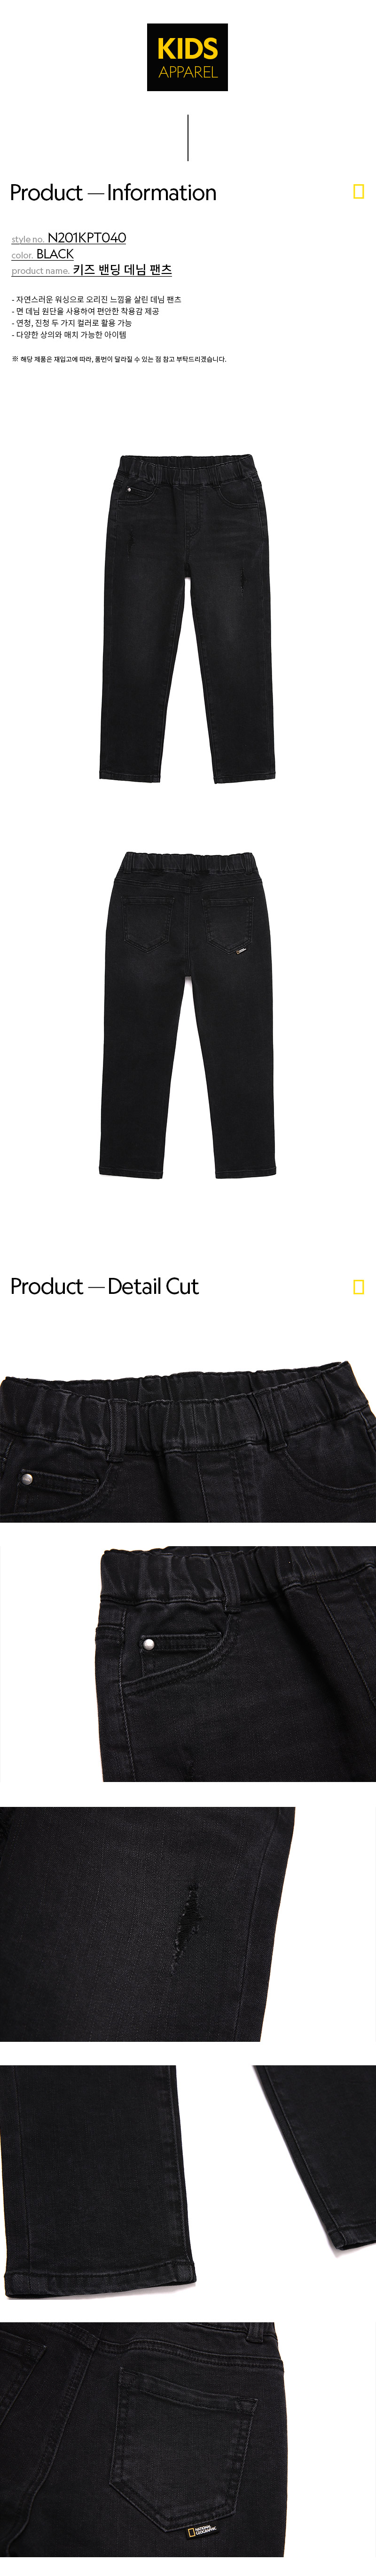 KIDS
APPAREL
Product — Information
style no. N201KPT040
color. BLACK
product name. 키즈 밴딩 데님 팬츠
- 자연스러운 워싱으로 오리진 느낌을 살린 데님 팬츠
- 면 데님 원단을 사용하여 편안한 착용감 제공
- 연청, 진청 두 가지 컬러로 활용 가능
- 다양한 상의와 매치 가능한 아이템
※ 해당 제품은 재입고에 따라, 품번이 달라질 수 있는 점 참고 부탁드리겠습니다.
Product — Detail Cut
NATIONAL
GEOGRAPHIC